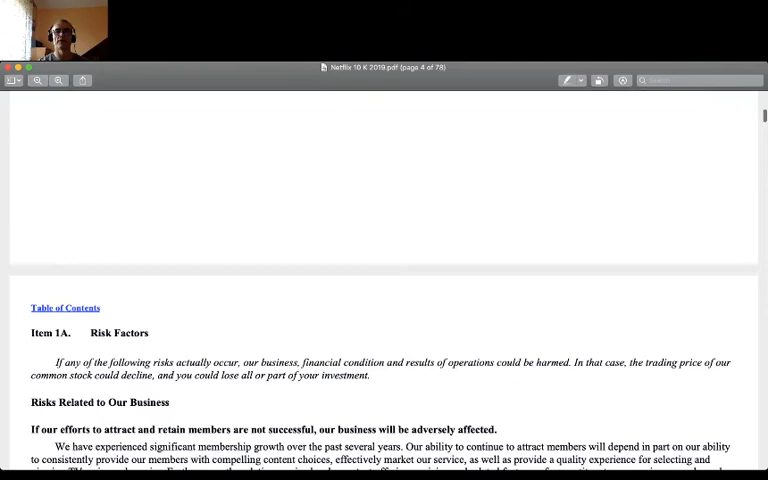 Netflix 10 K 2019.pdf (page 4 of 78)
Search
Table of Contents
Item 1A. Risk Factors
If any of the following risks actually occur, our business, financial condition and results of operations could be harmed. In that case, the trading price of our
common stock could decline, and you could lose all or part of your investment.
Risks Related to Our Business
If our efforts to attract and retain members are not successful, our business will be adversely affected.
We have experienced significant membership growth over the past several years. Our ability to continue to attract members will depend in part on our ability
to consistently provide our members with compelling content choices, effectively market our service, as well as provide a quality experience for selecting and